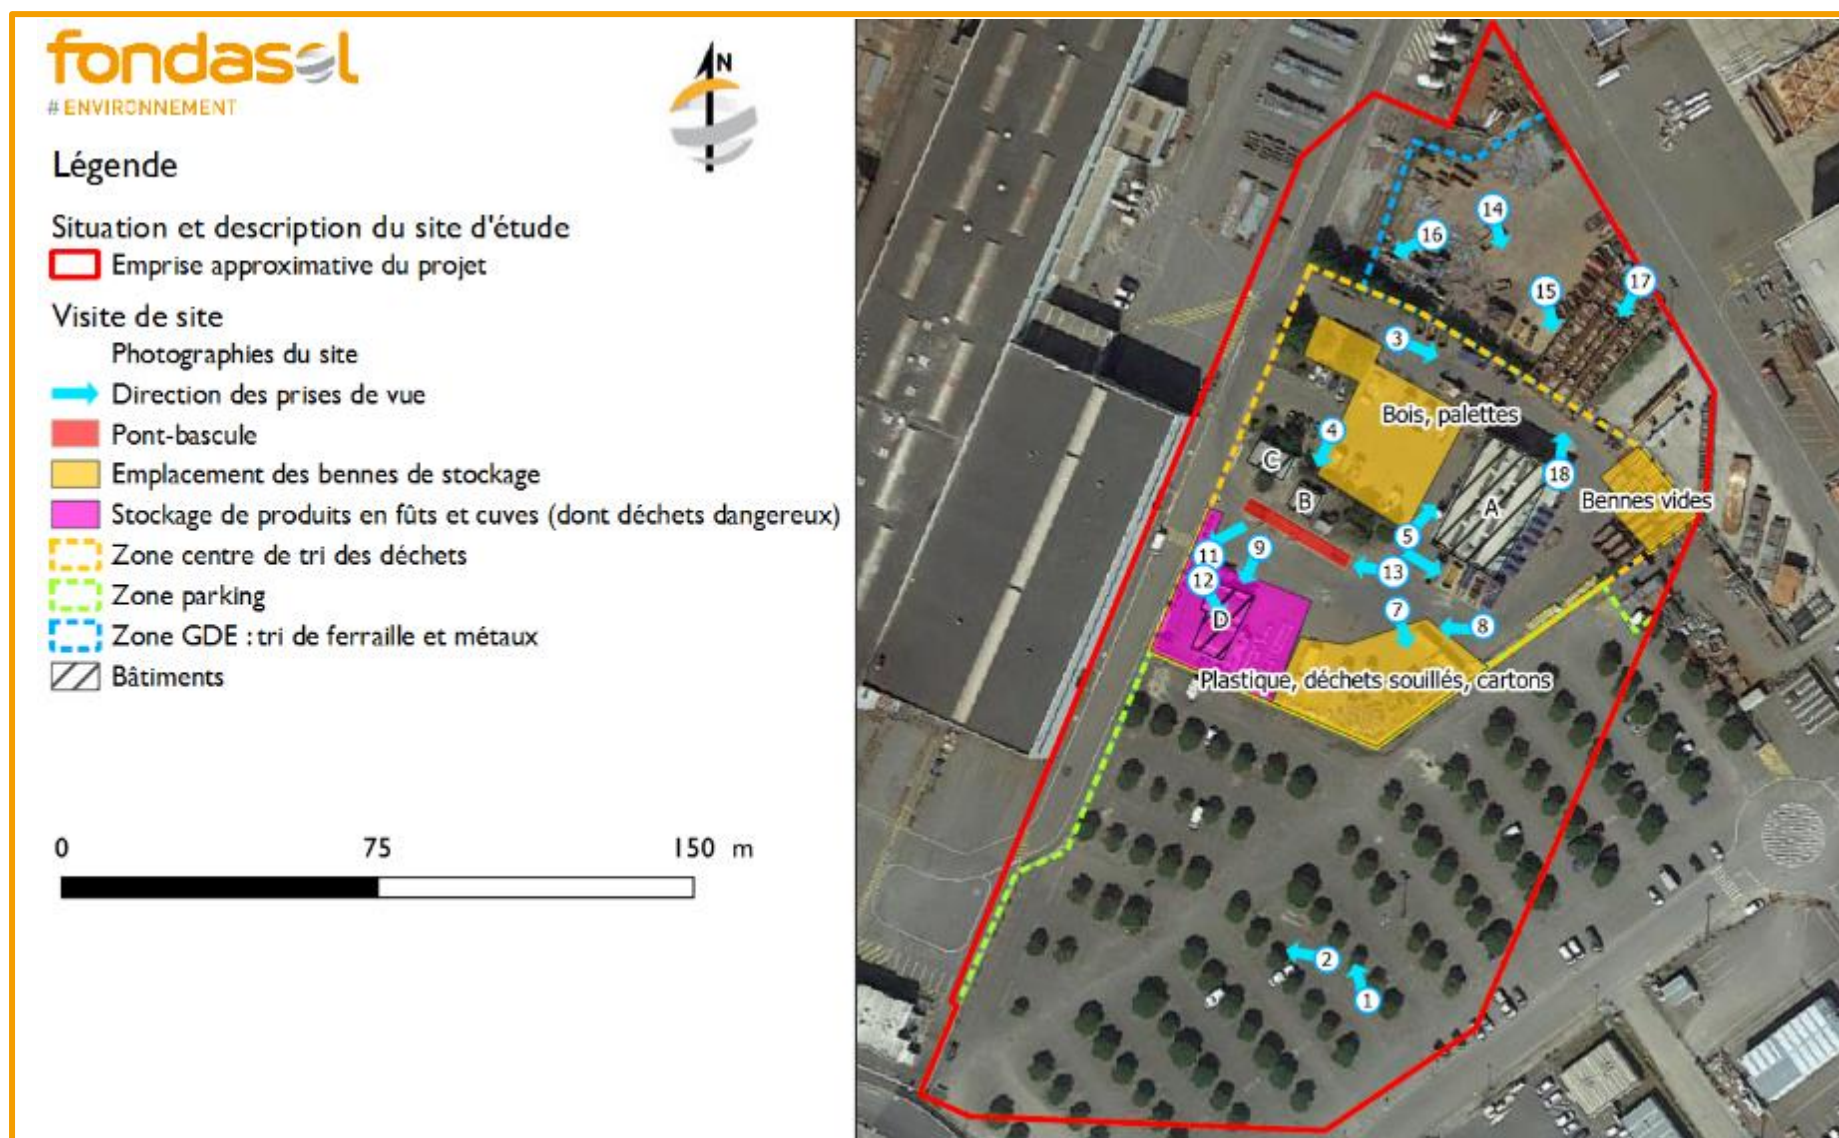 fondasol
#ENVIRONNEMENT
N
Légende
Situation et description du site d'étude
Emprise approximative du projet
Visite de site
Photographies du site
Direction des prises de vue
Pont-bascule
Emplacement des bennes de stockage
Stockage de produits en fûts et cuves (dont déchets dangereux)
Zone centre de tri des déchets
Zone parking
Zone GDE : tri de ferraille et métaux
Bâtiments
0 75 150 m
14
16
17
15
3
Bois, palettes
4
C
18
Bennes vides
B
A
5
11
9
13
12
D
7
8
Plastique, déchets souillés, cartons
2
1